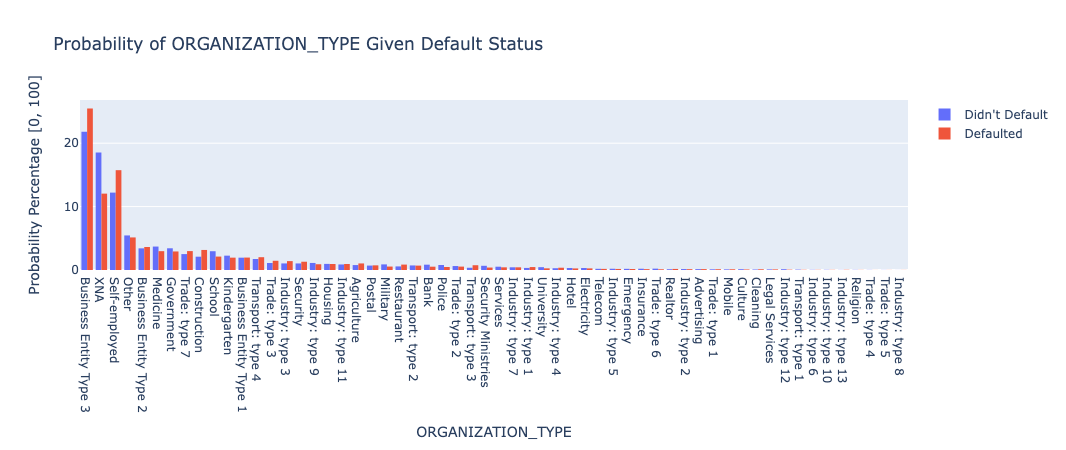 Probability of ORGANIZATION_TYPE Given Default Status
Probability Percentage [0, 100]
20
10
0
Didn't Default
Defaulted
Business Entity Type 3
XNA
Self-employed
Other
Business Entity Type 2
Medicine
Government
Trade: type 7
Construction
School
Kindergarten
Business Entity Type 1
Transport: type 4
Trade: type 3
Industry: type 3
Security
Industry: type 9
Housing
Industry: type 11
Agriculture
Postal
Military
Restaurant
Transport: type 2
Bank
Police
Trade: type 2
Transport: type 3
Security Ministries
Services
Industry: type 7
Industry: type 1
University
Industry: type 4
Hotel
Electricity
Telecom
Industry: type 5
Emergency
Insurance
Trade: type 6
Realtor
Industry: type 2
Advertising
Trade: type 1
Mobile
Culture
Cleaning
Legal Services
Industry: type 12
Transport: type 1
Industry: type 6
Industry: type 10
Industry: type 13
Religion
Trade: type 4
Trade: type 5
Industry: type 8
ORGANIZATION_TYPE